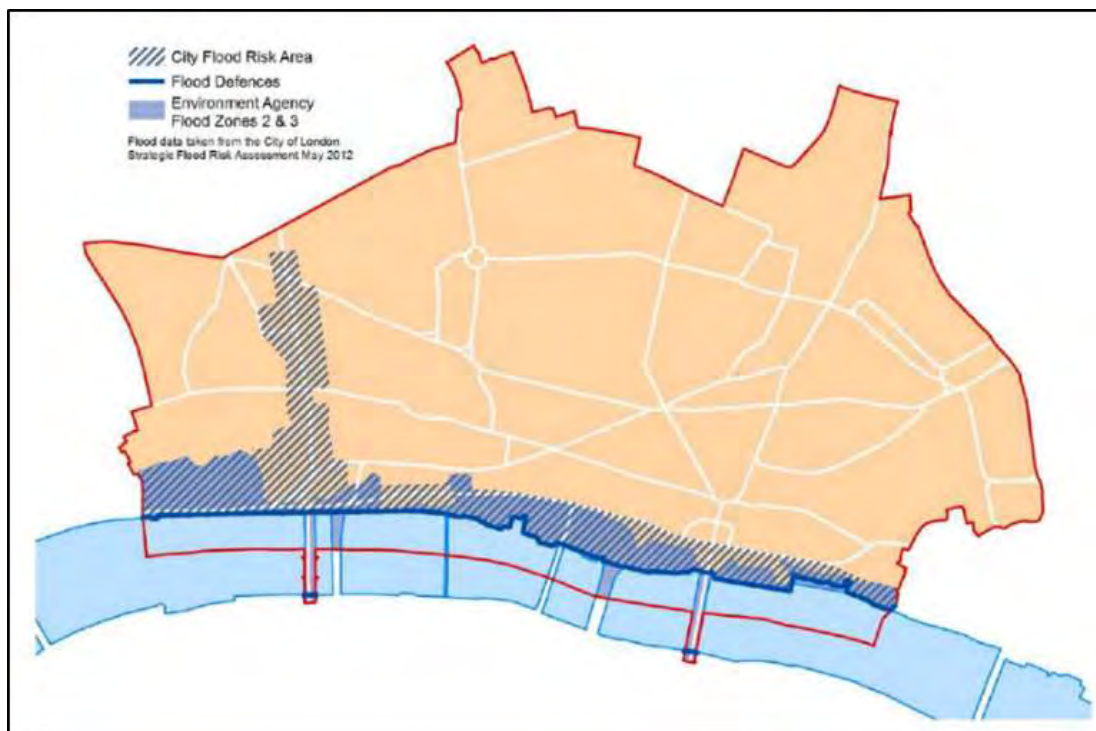 City Flood Risk Area
Flood Defences
Environment Agency
Flood Zones 2 & 3
Flood data taken from the City of London
Strategic Flood Risk Assessment May 2012